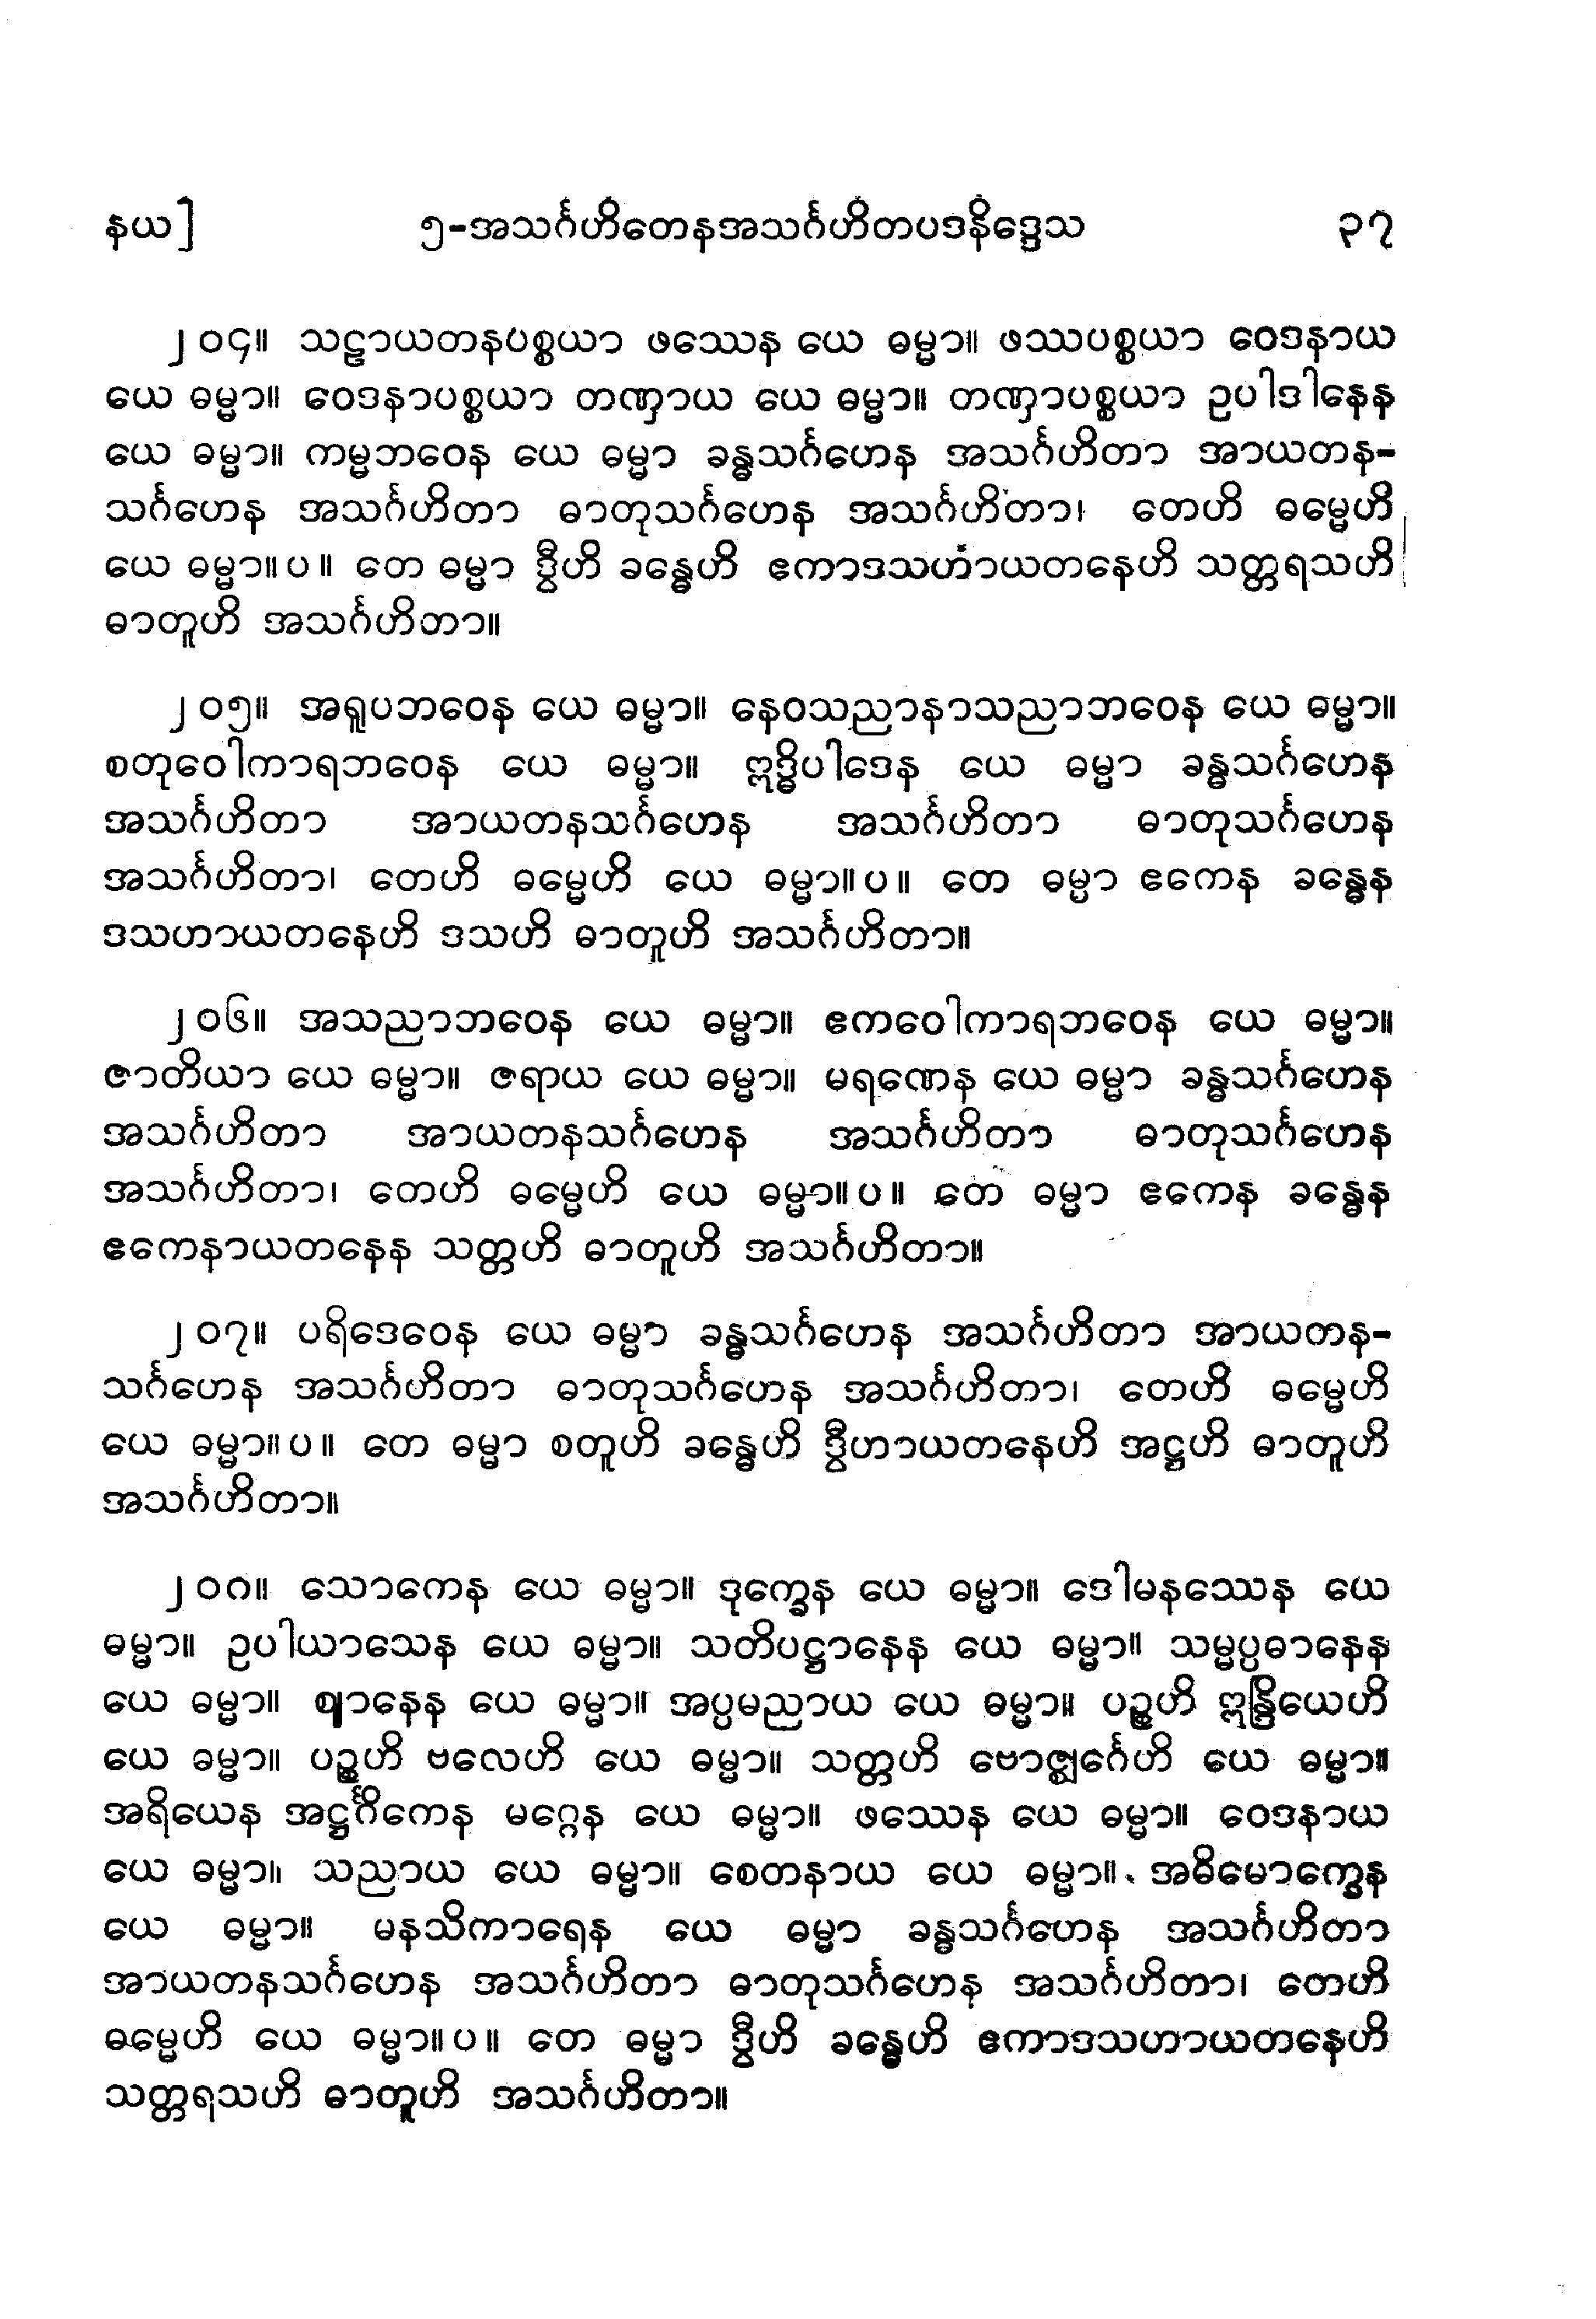 နယ]	၅-အသင်္ဂဟိတေနအသင်္ဂဟိတပဒနိဒ္ဒေသ	၃၇
၂၀၄။ သဠာယတနပစ္စယာ ဖဿေန ယေ ဓမ္မာ။ ဖဿပစ္စယာ ဝေဒနာယ
ယေ ဓမ္မာ။ ဝေဒနာပစ္စယာ တဏှာယ ယေ ဓမ္မာ။ တဏှာပစ္စယာ ဥပါဒါနေန
ယေ ဓမ္မာ။ ကမ္မဘဝေန ယေ ဓမ္မာ ခန္ဓသင်္ဂဟေန အသင်္ဂဟိတာ အာယတန-
သင်္ဂဟေန အသင်္ဂဟိတာ ဓာတုသင်္ဂဟေန အသင်္ဂဟိတာ၊ တေဟိ ဓမ္မေဟိ
ယေ ဓမ္မာ။ပ။ တေ ဓမ္မာ ဒွီဟိ ခန္ဓေဟိ ဧကာဒသဟာယတနေဟိ သတ္တရသဟိ
ဓာတူဟိ အသင်္ဂဟိတာ။
၂၀၅။ အရူပဘဝေန ယေ ဓမ္မာ။ နေဝသညာနာသညာဘဝေန ယေ ဓမ္မာ။
စတုဝေါကာရဘဝေန ယေ ဓမ္မာ။ ဣဒ္ဓိပါဒေန ယေ ဓမ္မာ ခန္ဓသင်္ဂဟေန
အသင်္ဂဟိတာ အာယတနသင်္ဂဟေန အသင်္ဂဟိတာ ဓာတုသင်္ဂဟေန
အသင်္ဂဟိတာ၊ တေဟိ ဓမ္မေဟိ ယေ ဓမ္မာ။ပ။ တေ ဓမ္မာ ဧကေန ခန္ဓေန
ဒသဟာယတနေဟိ ဒသဟိ ဓာတူဟိ အသင်္ဂဟိတာ။
၂၀၆။ အသညာဘဝေန ယေ ဓမ္မာ။ ဧကဝေါကာရဘဝေန ယေ ဓမ္မာ။
ဇာတိယာ ယေ ဓမ္မာ။ ဇရာယ ယေ ဓမ္မာ။ မရဏေန ယေ ဓမ္မာ ခန္ဓသင်္ဂဟေန
အသင်္ဂဟိတာ အာယတနသင်္ဂဟေန အသင်္ဂဟိတာ ဓာတုသင်္ဂဟေန
အသင်္ဂဟိတာ၊ တေဟိ ဓမ္မေဟိ ယေ ဓမ္မာ။ပ။ တေ ဓမ္မာ ဧကေန ခန္ဓေန
ဧကေနာယတနေန သတ္တဟိ ဓာတူဟိ အသင်္ဂဟိတာ။
၂၀၇။ ပရိဒေဝေန ယေ ဓမ္မာ ခန္ဓသင်္ဂဟေန အသင်္ဂဟိတာ အာယတန-
သင်္ဂဟေန အသင်္ဂဟိတာ ဓာတုသင်္ဂဟေန အသင်္ဂဟိတာ၊ တေဟိ ဓမ္မေဟိ
ယေ ဓမ္မာ။ပ။ တေ ဓမ္မာ စတူဟိ ခန္ဓေဟိ ဒွီဟာယတနေဟိ အဋ္ဌဟိ ဓာတူဟိ
အသင်္ဂဟိတာ။
၂၀၈။ သောကေန ယေ ဓမ္မာ။ ဒုက္ခေန ယေ ဓမ္မာ။ ဒေါမနဿေန ယေ
ဓမ္မာ။ ဥပါယာသေန ယေ ဓမ္မာ။ သတိပဋ္ဌာနေန ယေ ဓမ္မာ။ သမ္မပ္ပဓာနေန
ယေ ဓမ္မာ။ ဈာနေန ယေ ဓမ္မာ။ အပ္ပမညာယ ယေ ဓမ္မာ။ ပဉ္စဟိ ဣန္ဒြိယေဟိ
ယေ ဓမ္မာ။ ပဉ္စဟိ ဗလေဟိ ယေ ဓမ္မာ။ သတ္တဟိ ဗောဇ္ဈင်္ဂေဟိ ယေ ဓမ္မာ။
အရိယေန အဋ္ဌင်္ဂိကေန မဂ္ဂေန ယေ ဓမ္မာ။ ဖဿေန ယေ ဓမ္မာ။ ဝေဒနာယ
ယေ ဓမ္မာ။ သညာယ ယေ ဓမ္မာ။ စေတနာယ ယေ ဓမ္မာ။ အဓိမောက္ခေန
ယေ ဓမ္မာ။ မနသိကာရေန ယေ ဓမ္မာ ခန္ဓသင်္ဂဟေန အသင်္ဂဟိတာ
အာယတနသင်္ဂဟေန အသင်္ဂဟိတာ ဓာတုသင်္ဂဟေန အသင်္ဂဟိတာ၊ တေဟိ
ဓမ္မေဟိ ယေ ဓမ္မာ။ပ။ တေ ဓမ္မာ ဒွီဟိ ခန္ဓေဟိ ဧကာဒသဟာယတနေဟိ
သတ္တရသဟိ ဓာတူဟိ အသင်္ဂဟိတာ။